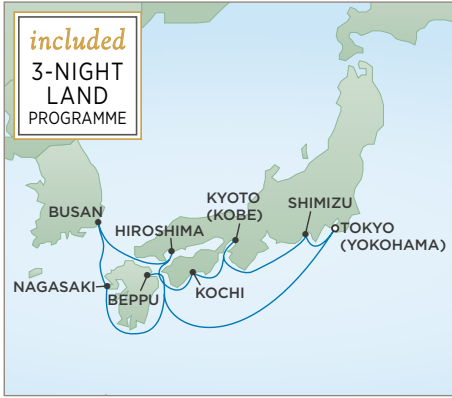 included
3-NIGHT
LAND
PROGRAMME
KYOTO
(KOBE)
SHIMIZU
BUSAN
HIROSHIMA
TOKYO
(YOKOHAMA)
NAGASAKI
BEPPU
KOCHI